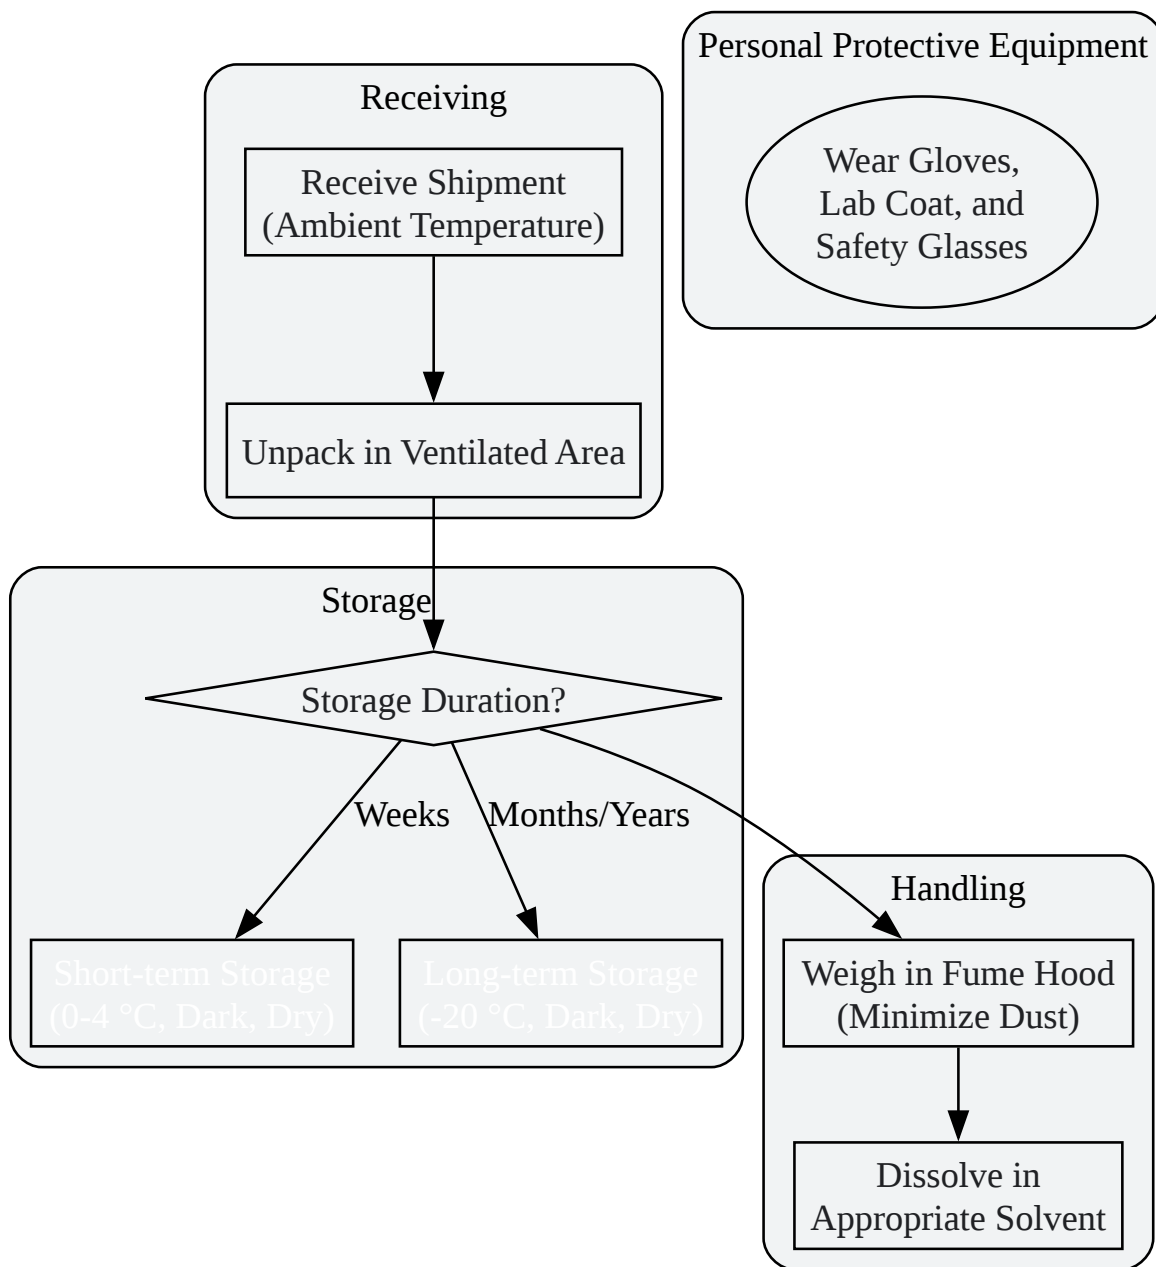 Personal Protective Equipment
Wear Gloves,
Lab Coat, and
Safety Glasses
Receiving
Receive Shipment
(Ambient Temperature)
Unpack in Ventilated Area
Storage
Storage Duration?
Weeks
Months/Years
Short-term Storage
(0-4 °C, Dark, Dry)
Long-term Storage
(-20 °C, Dark, Dry)
Handling
Weigh in Fume Hood
(Minimize Dust)
Dissolve in
Appropriate Solvent